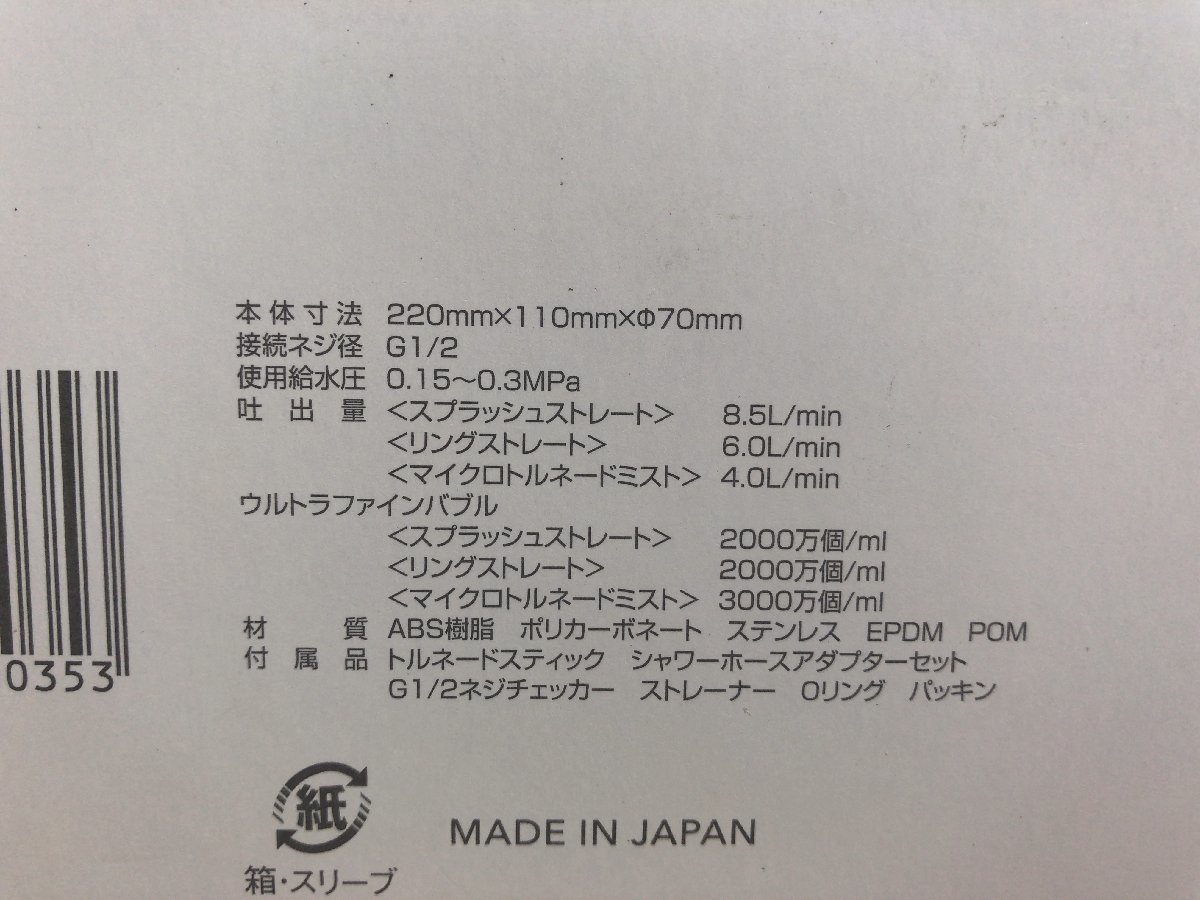 本体寸法 220mm×110mm×Φ70mm
接続ネジ径 G1/2
使用給水圧 0.15～0.3MPa
吐出量 <スプラッシュストレート> 8.5L/min
<リングストレート> 6.0L/min
<マイクロトルネードミスト> 4.0L/min
ウルトラファインバブル
<スプラッシュストレート> 2000万個/ml
<リングストレート> 2000万個/ml
<マイクロトルネードミスト> 3000万個/ml
材質 ABS樹脂 ポリカーボネート ステンレス EPDM POM
付属品 トルネードスティック シャワーホースアダプターセット
G1/2ネジチェッカー ストレーナー Oリング パッキン
0353
紙
箱・スリーブ
MADE IN JAPAN